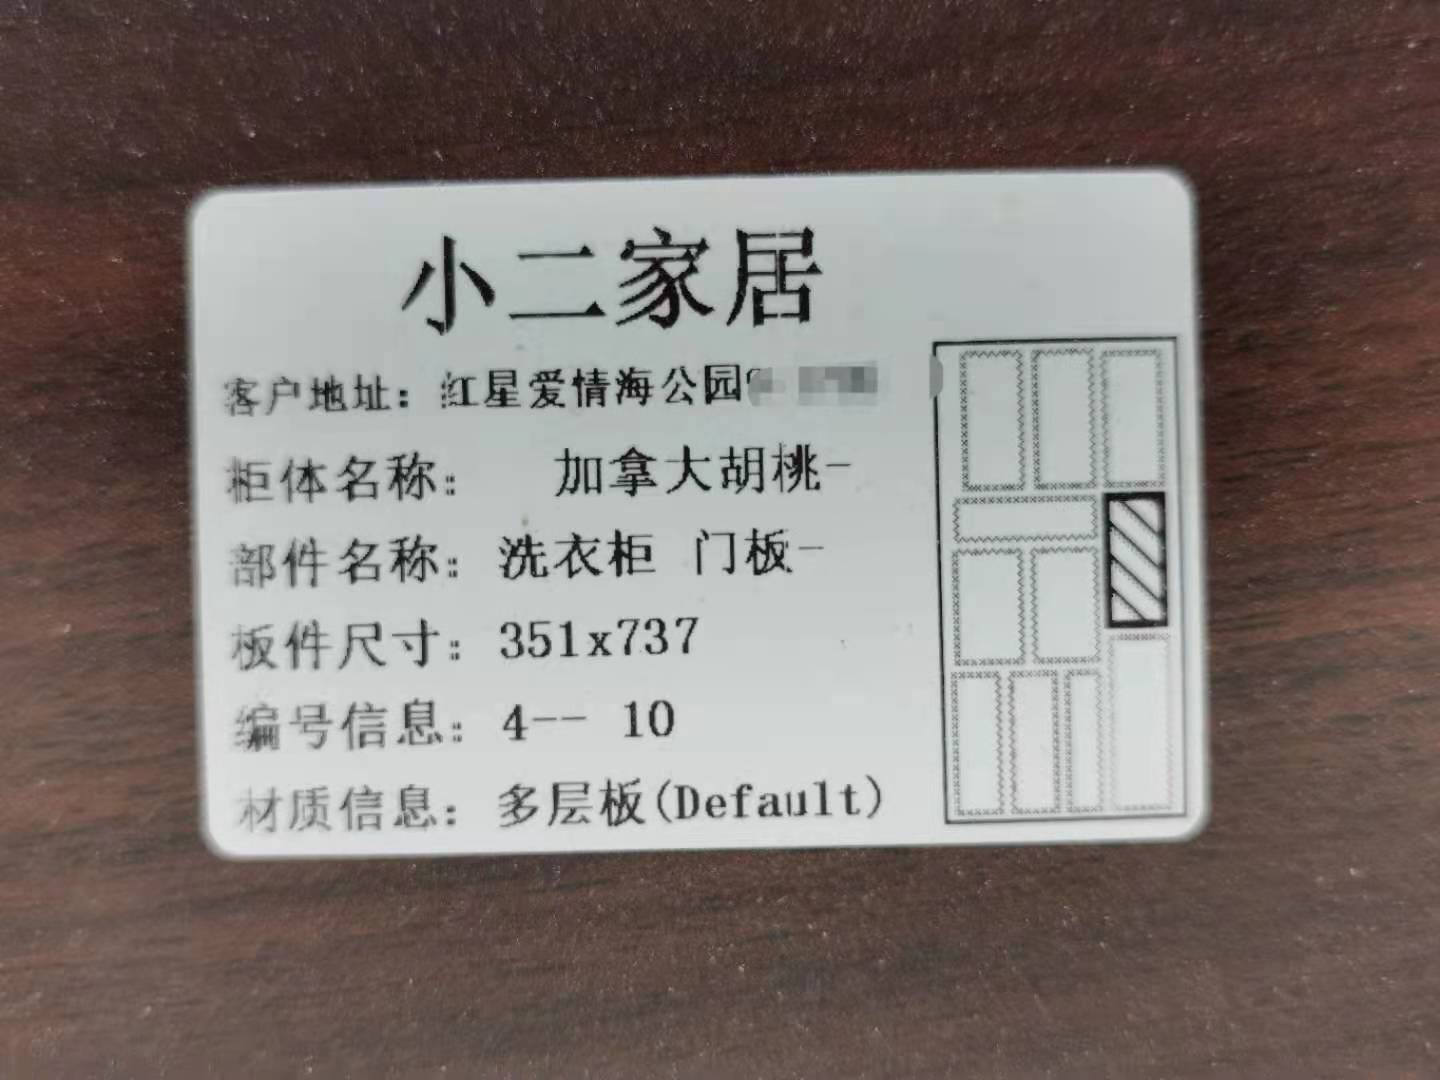 小二家居
客户地址：红星爱情海公园
柜体名称： 加拿大胡桃-
部件名称：洗衣柜 门板-
板件尺寸：351x737
编号信息：4-- 10
材质信息：多层板(Default)